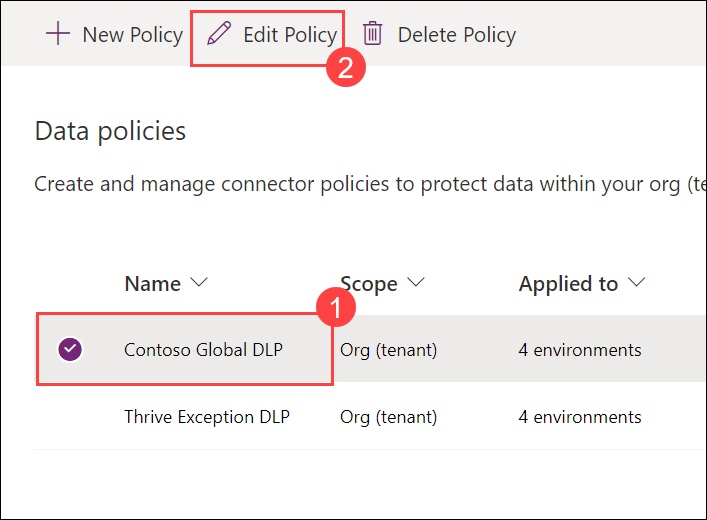 New Policy Edit Policy Delete Policy
2
Data policies
Create and manage connector policies to protect data within your org (te
Name Scope Applied to
1
Contoso Global DLP Org (tenant) 4 environments
Thrive Exception DLP Org (tenant) 4 environments